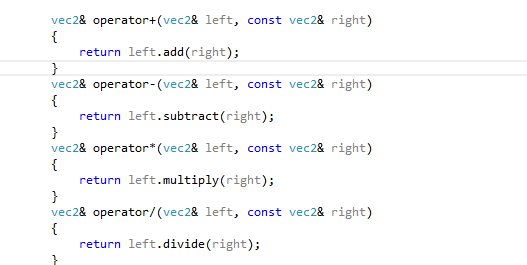 vec2& operator+(vec2& left, const vec2& right)
{
    return left.add(right);
}
vec2& operator-(vec2& left, const vec2& right)
{
    return left.subtract(right);
}
vec2& operator*(vec2& left, const vec2& right)
{
    return left.multiply(right);
}
vec2& operator/(vec2& left, const vec2& right)
{
    return left.divide(right);
}